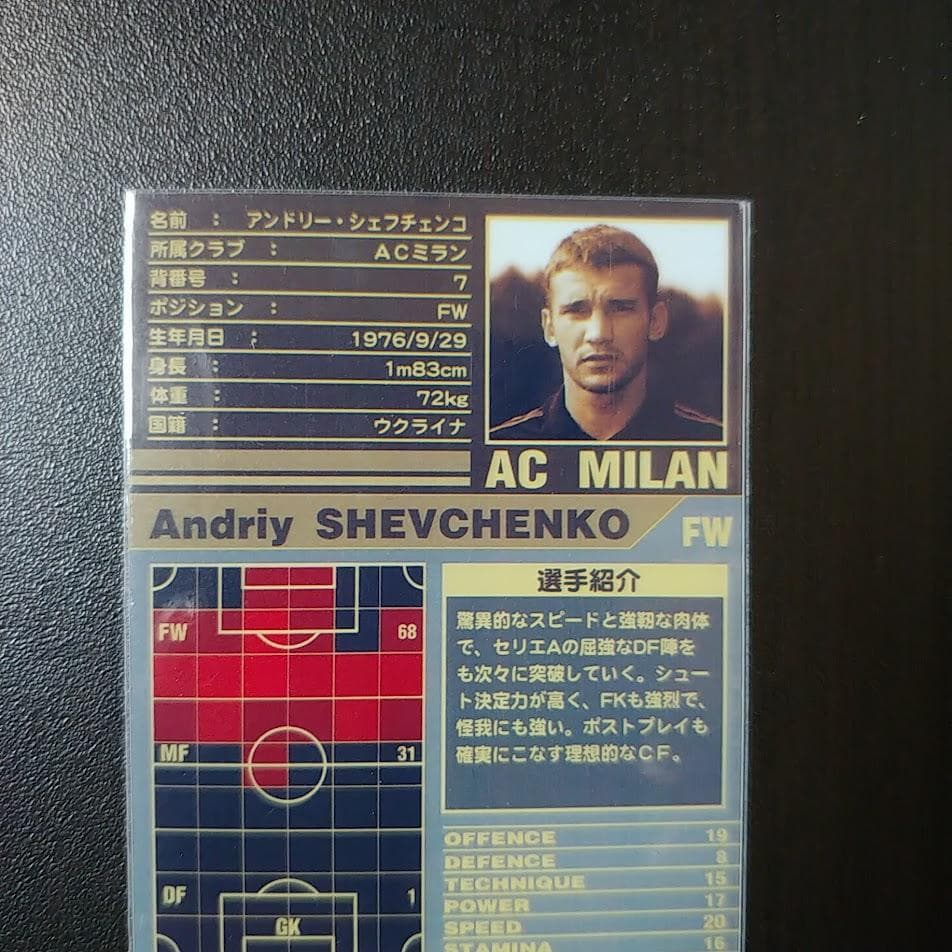 名前 : アンドリー・シェフチェンコ
所属クラブ : ACミラン
背番号 : 7
ポジション : FW
生年月日 : 1976/9/29
身長 : 1m83cm
体重 : 72kg
国籍 : ウクライナ
AC MILAN
Andriy SHEVCHENKO
FW
FW 68
MF 31
DF 1
GK
選手紹介
驚異的なスピードと強靭な肉体
で、セリエAの屈強なDF陣を
も次々に突破していく。シュー
ト決定力が高く、FKも強烈で、
怪我にも強い。ポストプレイも
確実にこなす理想的なCF。
OFFENCE 19
DEFENCE 8
TECHNIQUE 15
POWER 17
SPEED 20
STAMINA 16